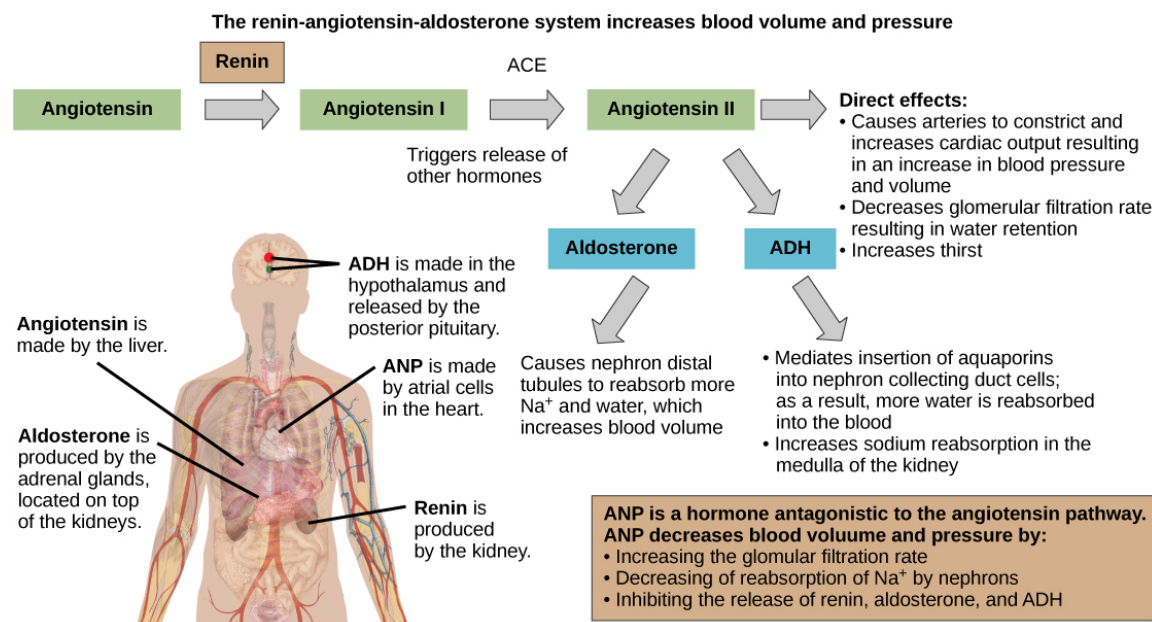 The renin-angiotensin-aldosterone system increases blood volume and pressure
Renin
ACE
Angiotensin
Angiotensin I
Angiotensin II
Triggers release of
other hormones
Direct effects:
• Causes arteries to constrict and
increases cardiac output resulting
in an increase in blood pressure
and volume
• Decreases glomerular filtration rate
resulting in water retention
• Increases thirst
Aldosterone
ADH
Causes nephron distal
tubules to reabsorb more
Na⁺ and water, which
increases blood volume
• Mediates insertion of aquaporins
into nephron collecting duct cells;
as a result, more water is reabsorbed
into the blood
• Increases sodium reabsorption in the
medulla of the kidney
ADH is made in the
hypothalamus and
released by the
posterior pituitary.
Angiotensin is
made by the liver.
ANP is made
by atrial cells
in the heart.
Aldosterone is
produced by the
adrenal glands,
located on top
of the kidneys.
Renin is
produced
by the kidney.
ANP is a hormone antagonistic to the angiotensin pathway.
ANP decreases blood voluume and pressure by:
• Increasing the glomular filtration rate
• Decreasing of reabsorption of Na⁺ by nephrons
• Inhibiting the release of renin, aldosterone, and ADH